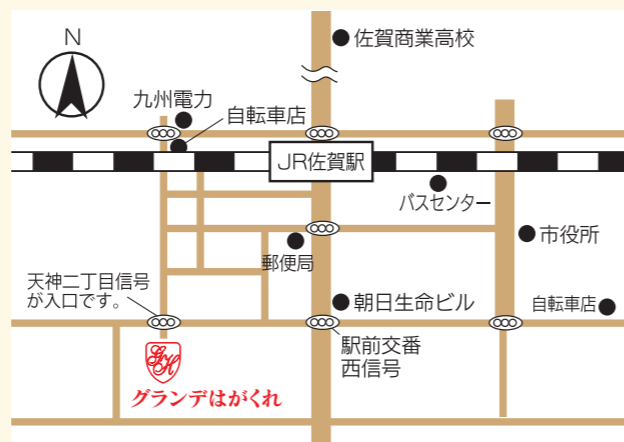 佐賀商業高校
N
九州電力
自転車店
JR佐賀駅
バスセンター
市役所
郵便局
天神二丁目信号
が入口です。
朝日生命ビル
自転車店
駅前交番
西信号
GH
グランデはがくれ